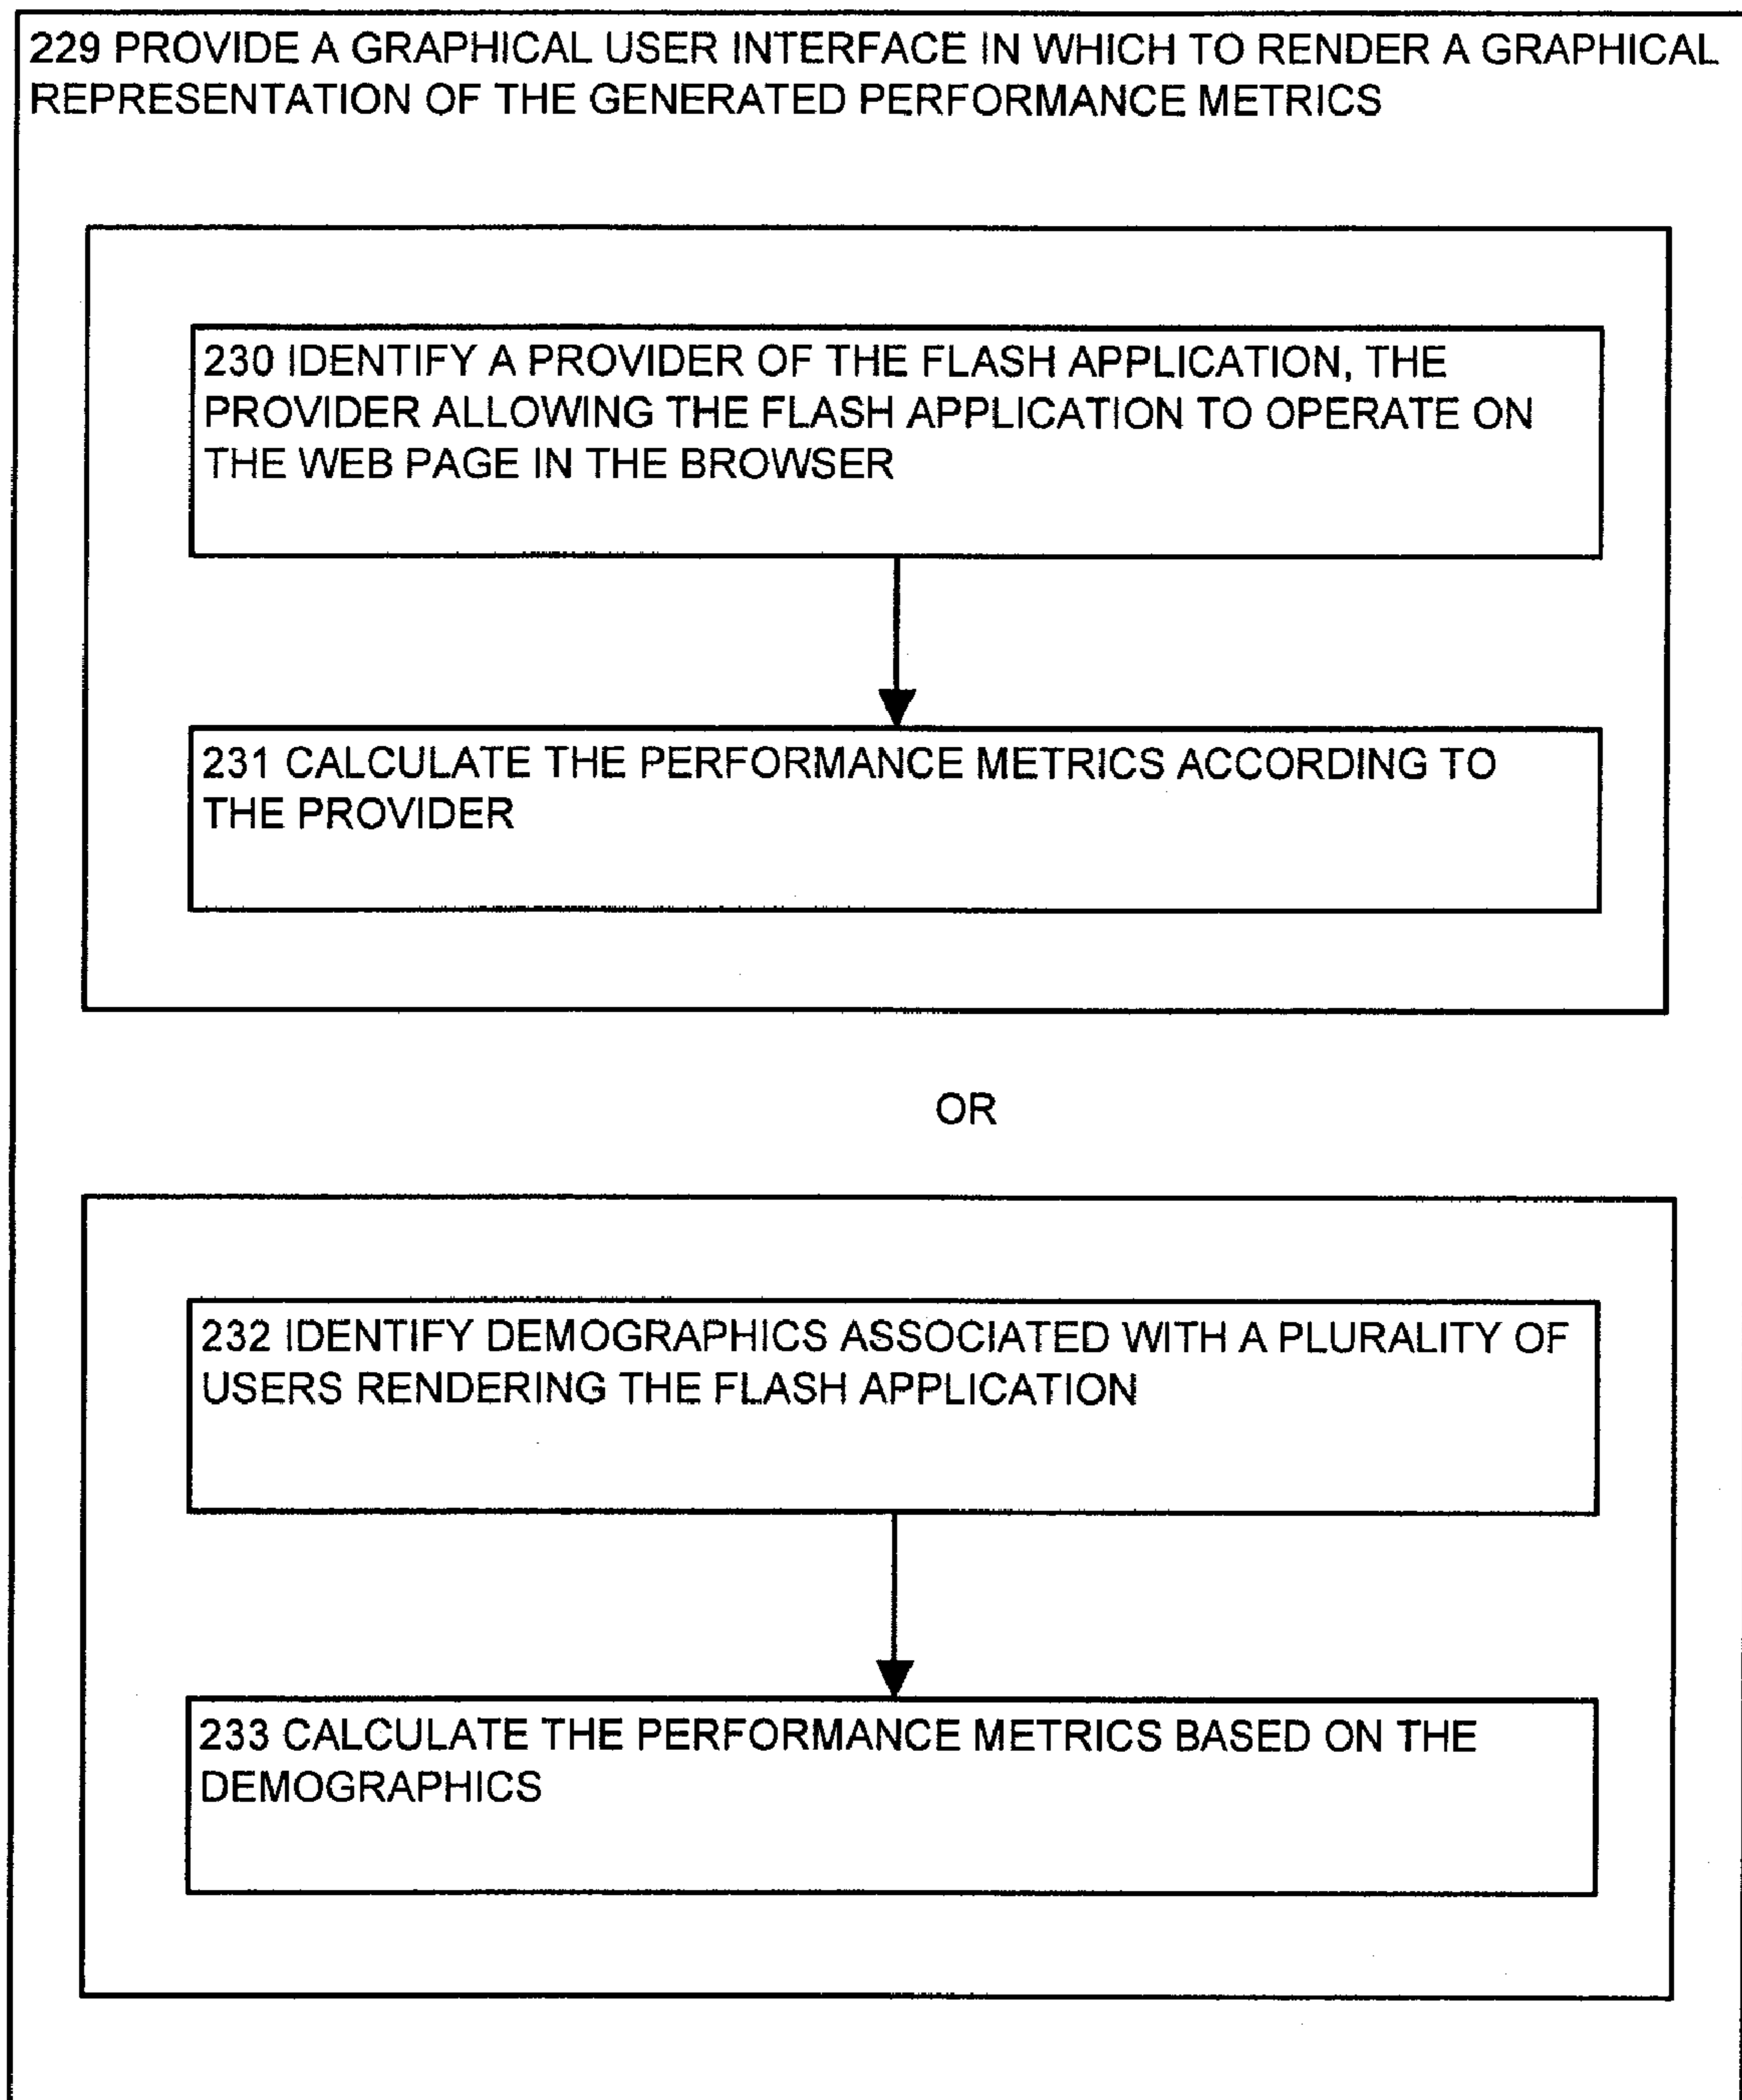 229 PROVIDE A GRAPHICAL USER INTERFACE IN WHICH TO RENDER A GRAPHICAL
REPRESENTATION OF THE GENERATED PERFORMANCE METRICS
230 IDENTIFY A PROVIDER OF THE FLASH APPLICATION, THE
PROVIDER ALLOWING THE FLASH APPLICATION TO OPERATE ON
THE WEB PAGE IN THE BROWSER
231 CALCULATE THE PERFORMANCE METRICS ACCORDING TO
THE PROVIDER
OR
232 IDENTIFY DEMOGRAPHICS ASSOCIATED WITH A PLURALITY OF
USERS RENDERING THE FLASH APPLICATION
233 CALCULATE THE PERFORMANCE METRICS BASED ON THE
DEMOGRAPHICS